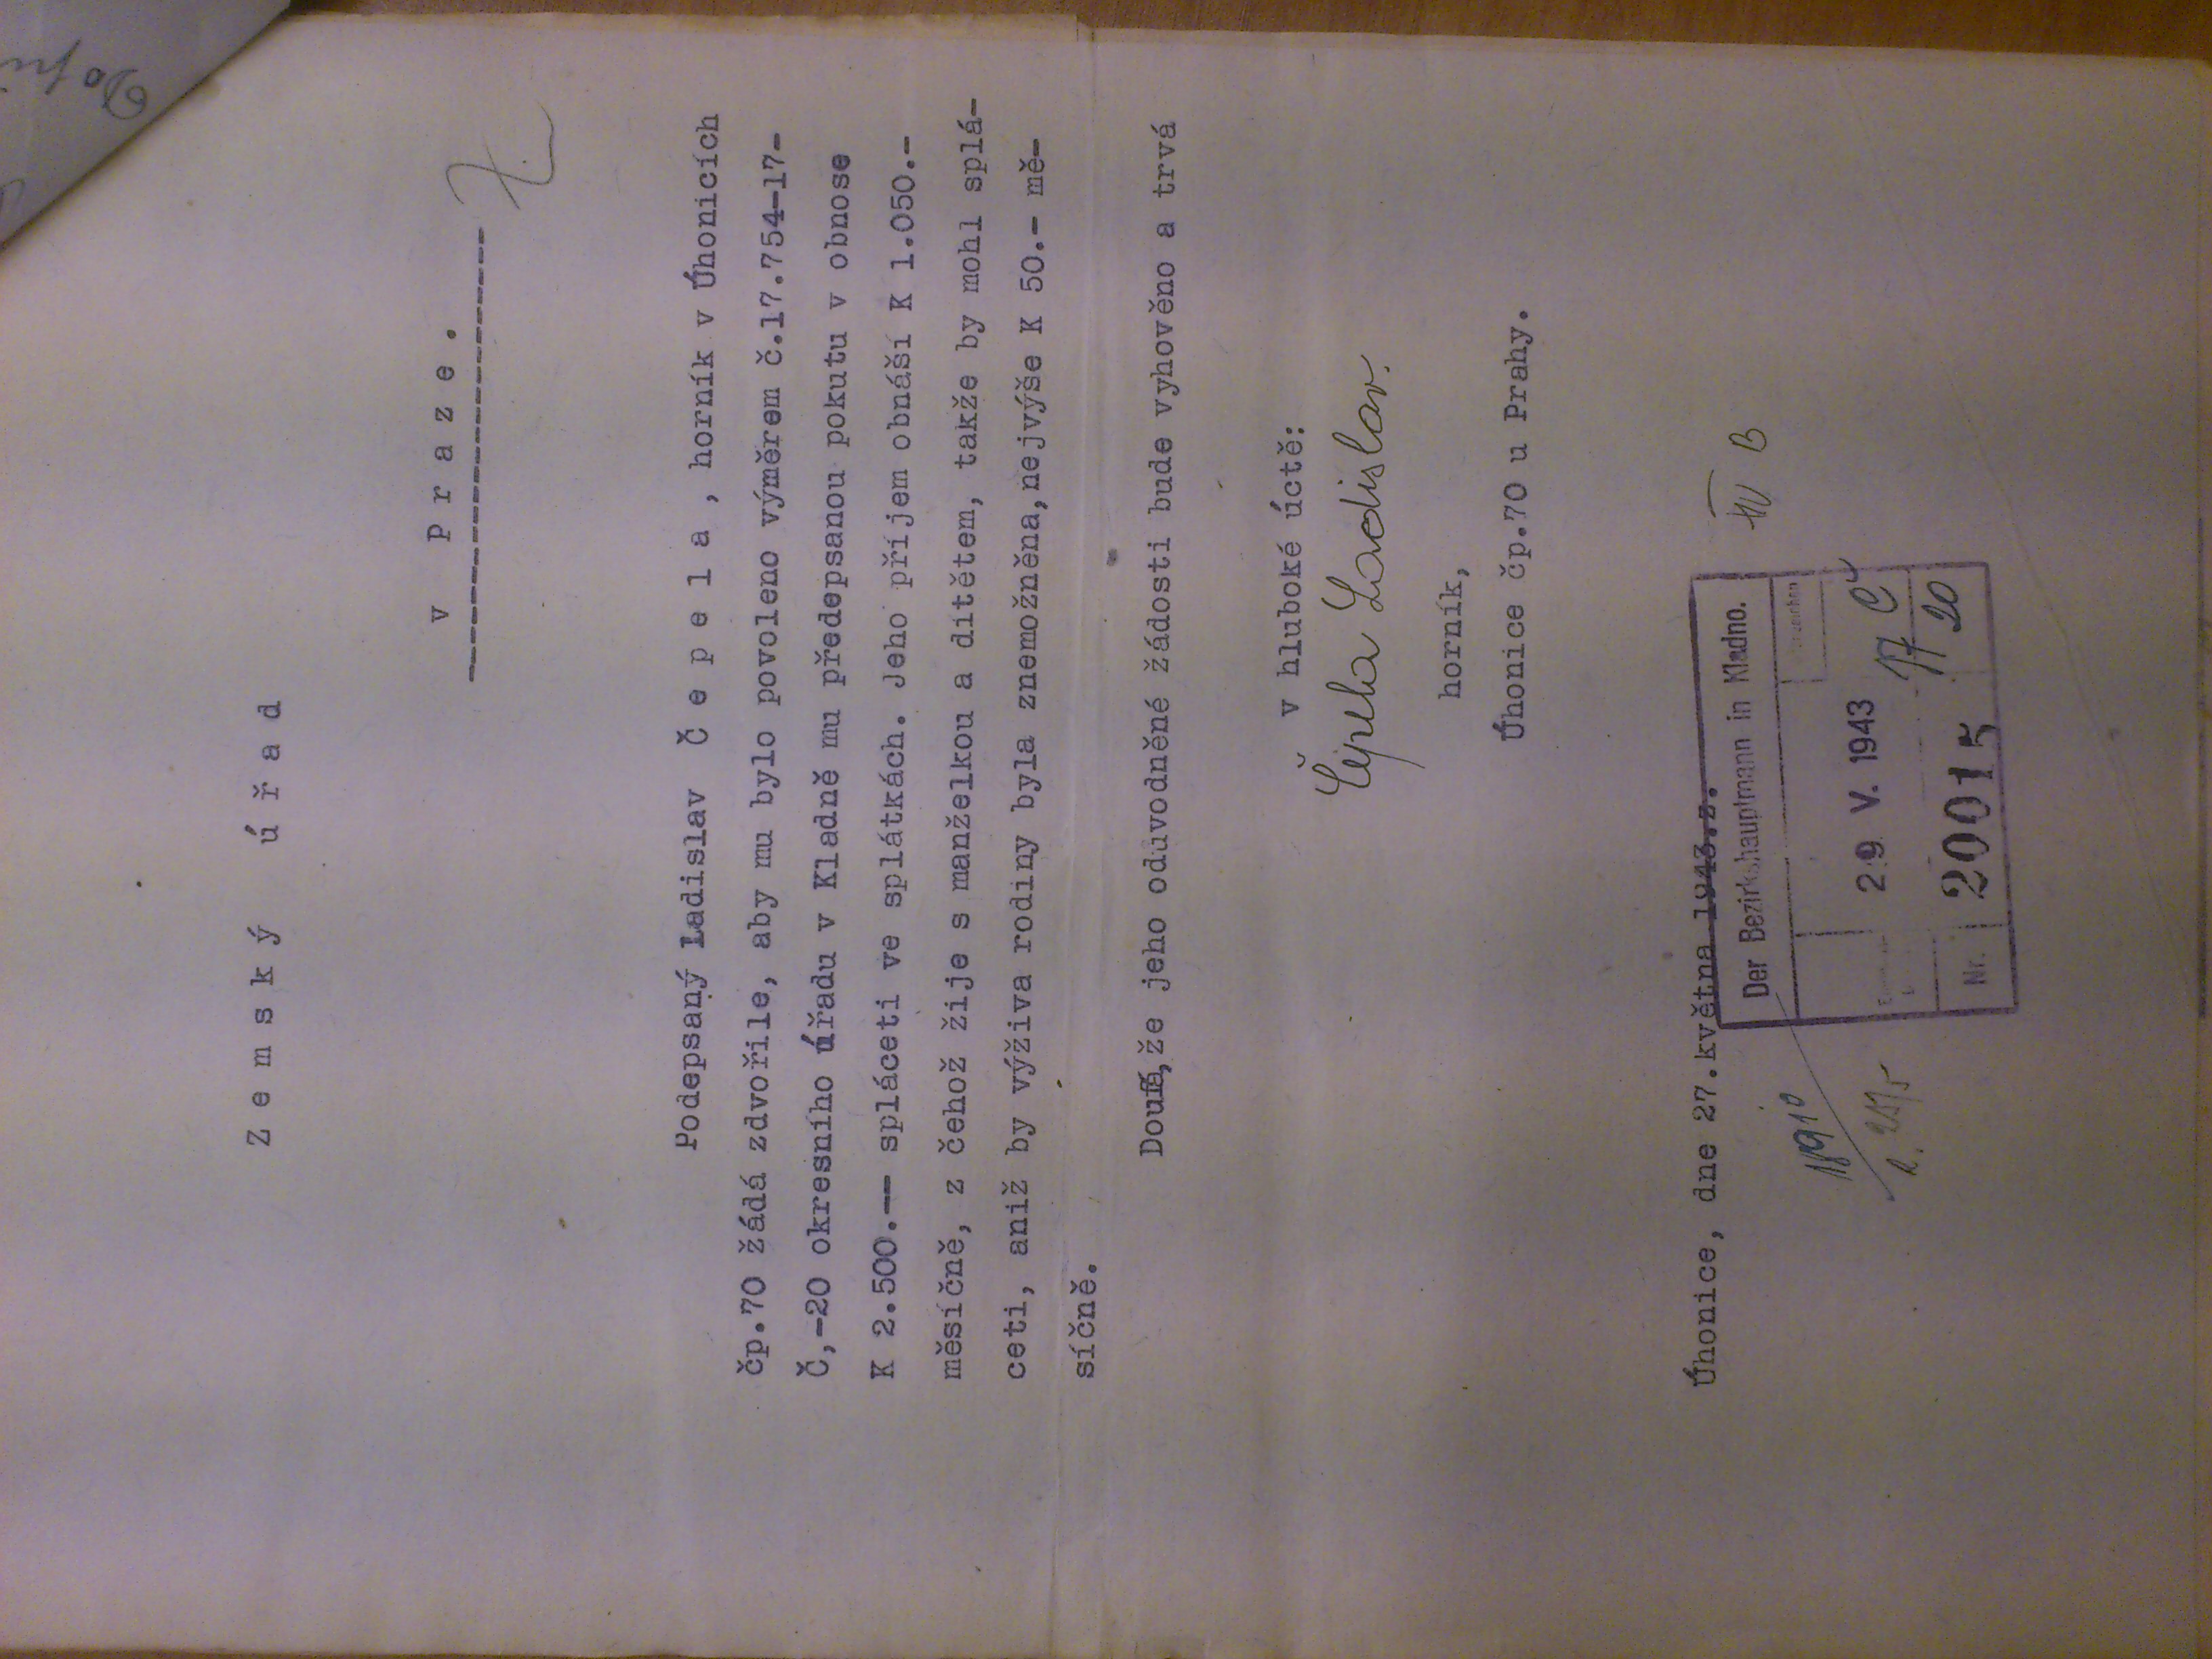 Z e m s k ý   ú ř a d
v   P r a z e .
Podepsaný Ladislav Č e p e l a , horník v Úhonicích
čp.70 žádá zdvořile, aby mu bylo povoleno výměrem č.17.754-17-
Č,-20 okresního úřadu v Kladně mu předepsanou pokutu v obnose
K 2.500.-- spláceti ve splátkách. Jeho příjem obnáší K 1.050.-
měsíčně, z čehož žije s manželkou a dítětem, takže by mohl splá-
ceti, aniž by výživa rodiny byla znemožněna,nejvýše K 50.- mě-
síčně.
Doufá,že jeho odůvodněné žádosti bude vyhověno a trvá
v hluboké úctě:
Čepela Ladislav.
horník,
Úhonice čp.70 u Prahy.
Úhonice, dne 27.května 1943.z.
Der Bezirkshauptmann in Kladno.
29. V. 1943
17 Č
20
Nr. 20015
18910
B